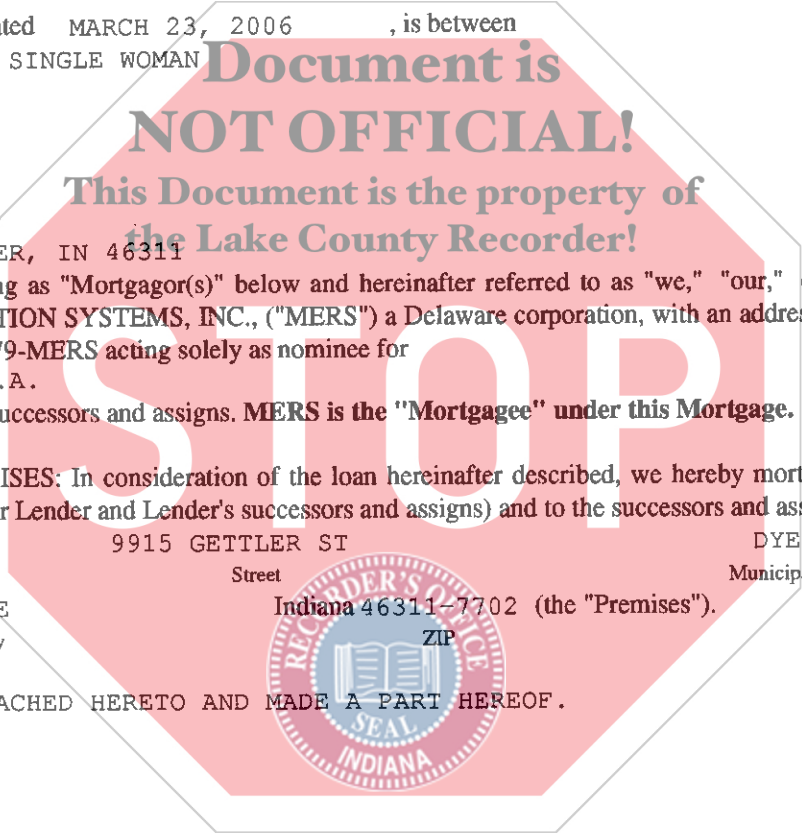 MARCH 23, 2006 , is between
SINGLE WOMAN
Document is
NOT OFFICIAL!
This Document is the property of
the Lake County Recorder!
ER, IN 46311
g as "Mortgagor(s)" below and hereinafter referred to as "we," "our,"
TION SYSTEMS, INC., ("MERS") a Delaware corporation, with an addres
79-MERS acting solely as nominee for
.A.
uccessors and assigns. MERS is the "Mortgagee" under this Mortgage.
STOP
ISES: In consideration of the loan hereinafter described, we hereby mort
r Lender and Lender's successors and assigns) and to the successors and ass
9915 GETTLER ST DYE
Street Municip
Indiana 46311-7702 (the "Premises").
ZIP
ACHED HERETO AND MADE A PART HEREOF.
RECORDER'S OFFICE
SEAL
INDIANA